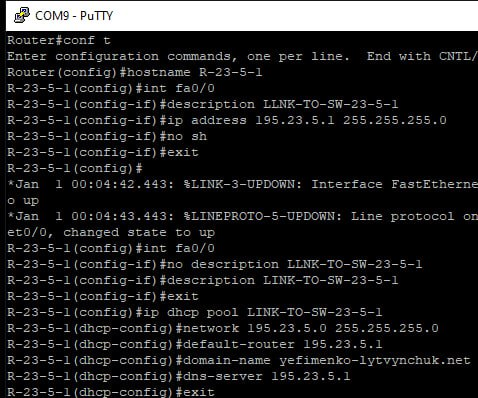 COM9 - PuTTY
Router#conf t
Enter configuration commands, one per line.  End with CNTL/
Router(config)#hostname R-23-5-1
R-23-5-1(config)#int fa0/0
R-23-5-1(config-if)#description LLNK-TO-SW-23-5-1
R-23-5-1(config-if)#ip address 195.23.5.1 255.255.255.0
R-23-5-1(config-if)#no sh
R-23-5-1(config-if)#exit
R-23-5-1(config)#
*Jan  1 00:04:42.443: %LINK-3-UPDOWN: Interface FastEtherne
o up
*Jan  1 00:04:43.443: %LINEPROTO-5-UPDOWN: Line protocol on
et0/0, changed state to up
R-23-5-1(config)#int fa0/0
R-23-5-1(config-if)#no description LLNK-TO-SW-23-5-1
R-23-5-1(config-if)#description LINK-TO-SW-23-5-1
R-23-5-1(config-if)#exit
R-23-5-1(config)#ip dhcp pool LINK-TO-SW-23-5-1
R-23-5-1(dhcp-config)#network 195.23.5.0 255.255.255.0
R-23-5-1(dhcp-config)#default-router 195.23.5.1
R-23-5-1(dhcp-config)#domain-name yefimenko-lytvynchuk.net
R-23-5-1(dhcp-config)#dns-server 195.23.5.1
R-23-5-1(dhcp-config)#exit